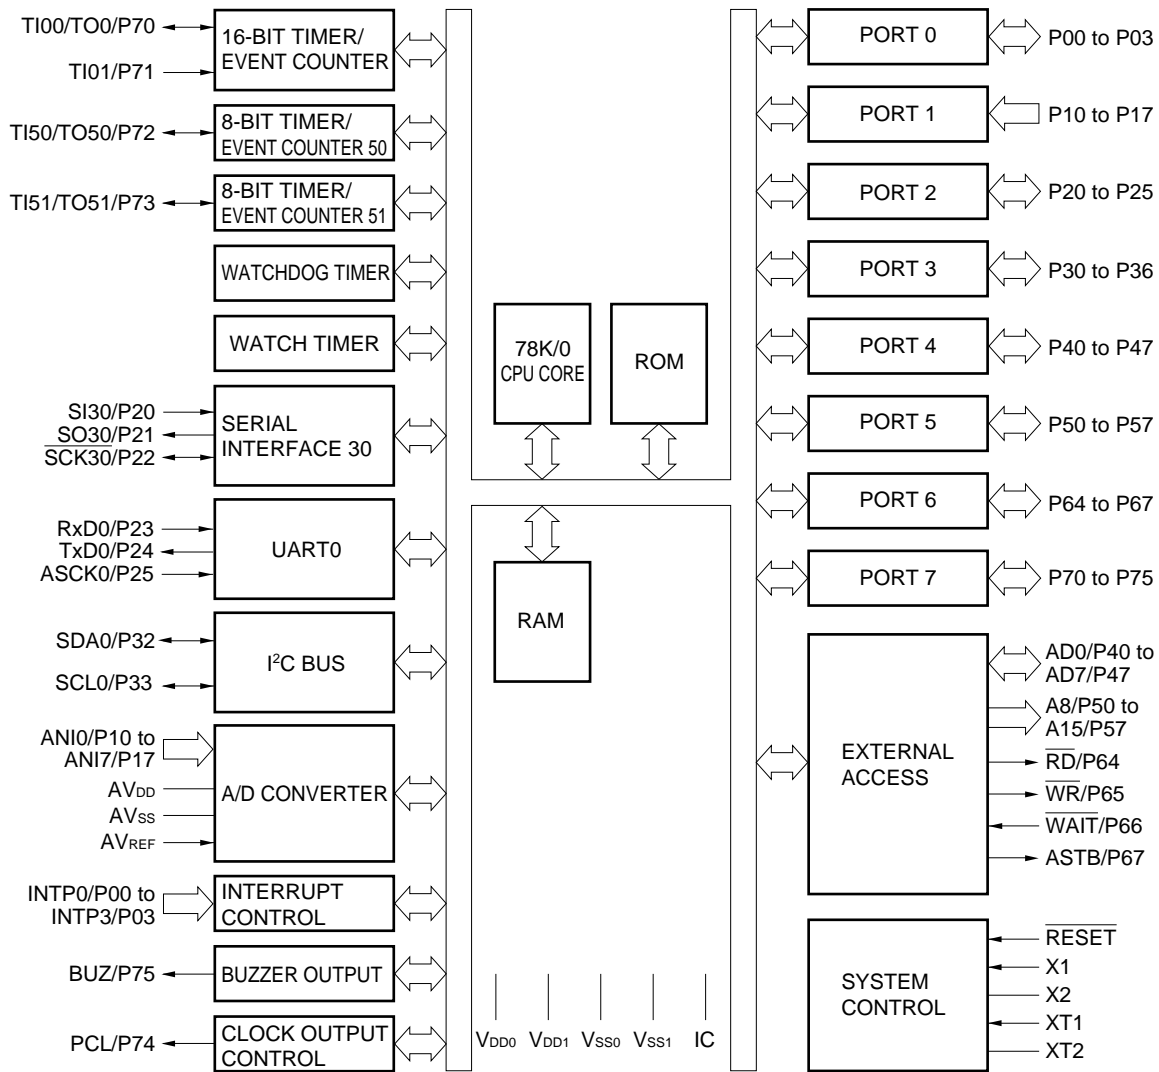 TI00/TO0/P70
TI01/P71
16-BIT TIMER/
EVENT COUNTER
TI50/TO50/P72
8-BIT TIMER/
EVENT COUNTER 50
TI51/TO51/P73
8-BIT TIMER/
EVENT COUNTER 51
WATCHDOG TIMER
WATCH TIMER
SI30/P20
SO30/P21
SCK30/P22
SERIAL
INTERFACE 30
RxD0/P23
TxD0/P24
ASCK0/P25
UART0
SDA0/P32
SCL0/P33
I²C BUS
ANI0/P10 to
ANI7/P17
AVDD
AVSS
AVREF
A/D CONVERTER
INTP0/P00 to
INTP3/P03
INTERRUPT
CONTROL
BUZ/P75
BUZZER OUTPUT
PCL/P74
CLOCK OUTPUT
CONTROL
78K/0
CPU CORE
ROM
RAM
VDD0 VDD1 VSS0 VSS1 IC
PORT 0 P00 to P03
PORT 1 P10 to P17
PORT 2 P20 to P25
PORT 3 P30 to P36
PORT 4 P40 to P47
PORT 5 P50 to P57
PORT 6 P64 to P67
PORT 7 P70 to P75
EXTERNAL
ACCESS
AD0/P40 to
AD7/P47
A8/P50 to
A15/P57
RD/P64
WR/P65
WAIT/P66
ASTB/P67
SYSTEM
CONTROL
RESET
X1
X2
XT1
XT2